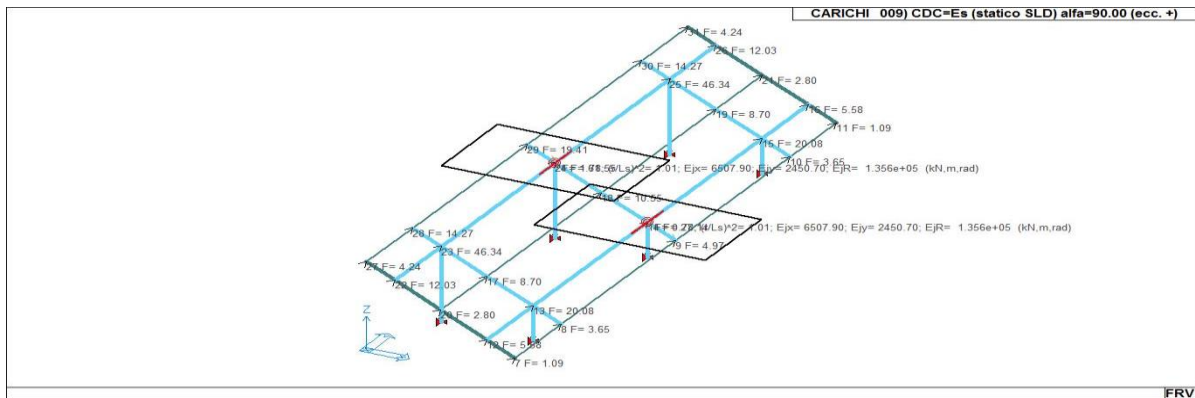 CARICHI 009) CDC=Es (statico SLD) alfa=90.00 (ecc. +)
31 F= 4.24
26 F= 12.03
30 F= 14.27
21 F= 2.80
25 F= 46.34
16 F= 5.58
19 F= 8.70
11 F= 1.09
15 F= 20.08
29 F= 19.41
10 F= 3.65
(r/Ls)^2= 1.01; Ejx= 6507.90; Ejy= 2450.70; EjR= 1.356e+05 (kN,m,rad)
18 F= 10.55
(r/Ls)^2= 1.01; Ejx= 6507.90; Ejy= 2450.70; EjR= 1.356e+05 (kN,m,rad)
28 F= 14.27
9 F= 4.97
23 F= 46.34
27 F= 4.24
17 F= 8.70
22 F= 12.03
13 F= 20.08
20 F= 2.80
8 F= 3.65
12 F= 5.58
7 F= 1.09
Z
FRV